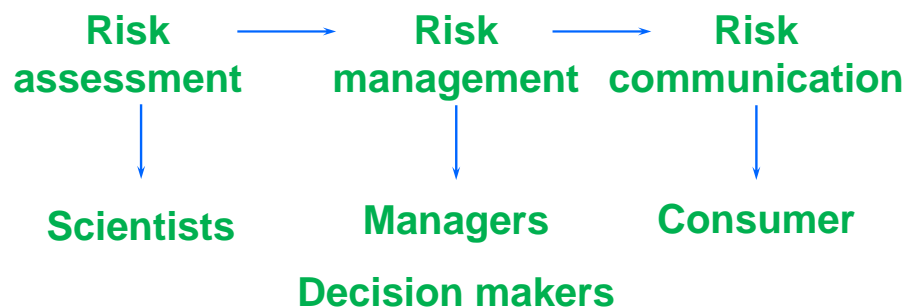 Risk assessment
Risk management
Risk communication
Scientists
Managers
Consumer
Decision makers